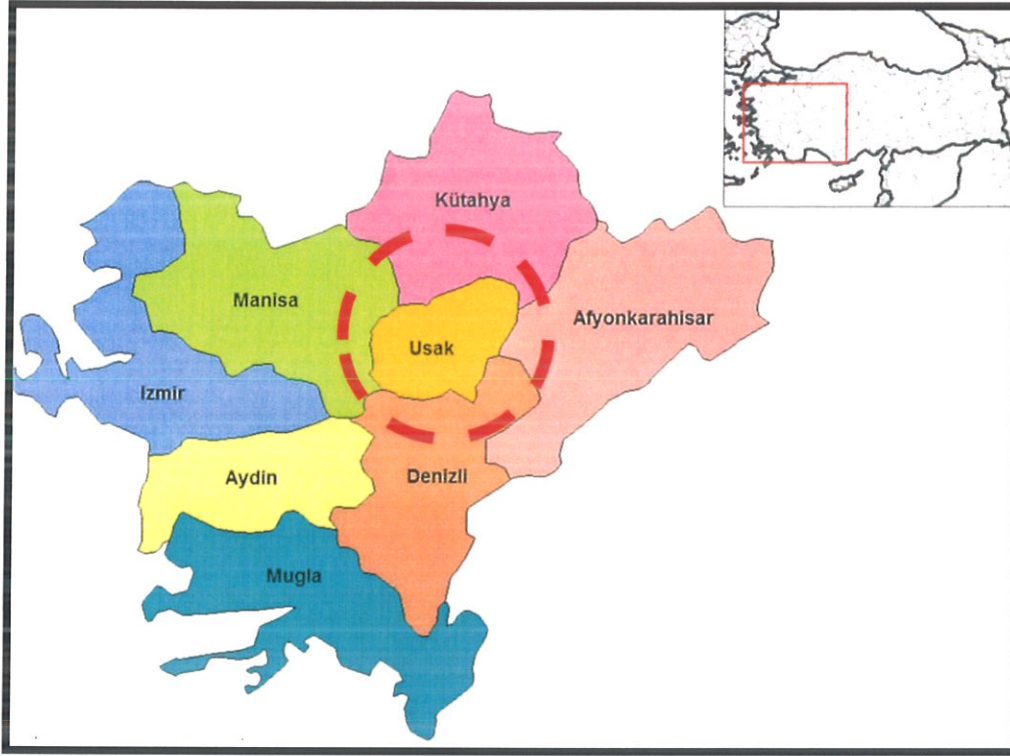 Kütahya
Manisa
Afyonkarahisar
Usak
Izmir
Aydin
Denizli
Mugla